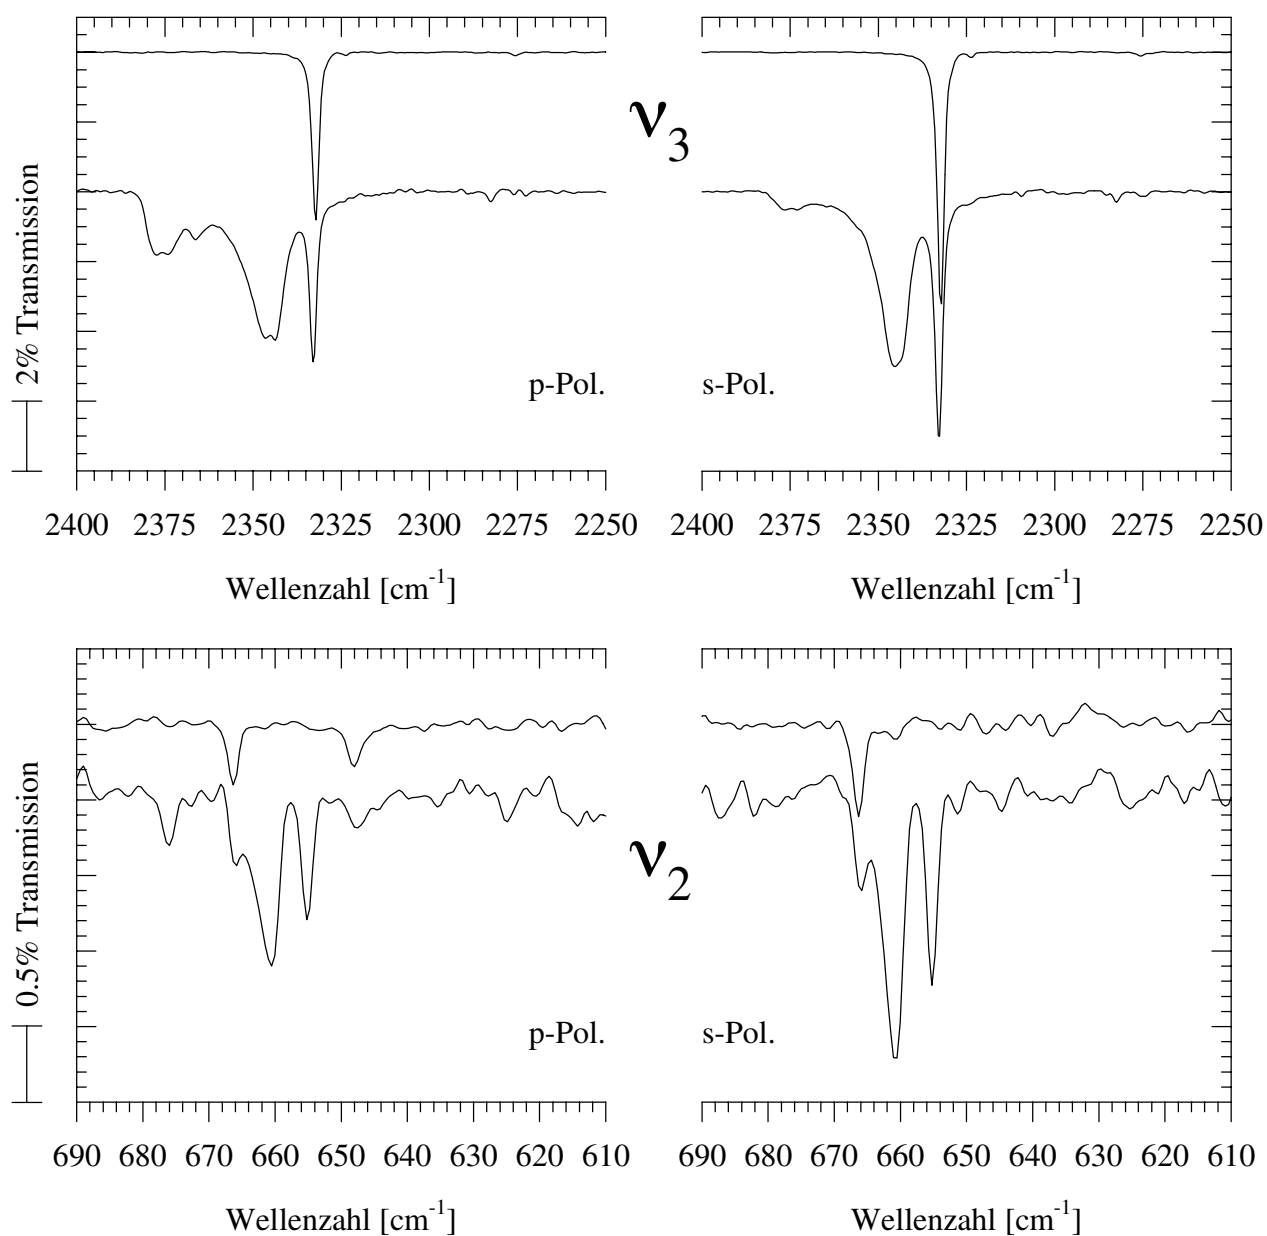 ν3
2% Transmission
p-Pol.
s-Pol.
2400 2375 2350 2325 2300 2275 2250
2400 2375 2350 2325 2300 2275 2250
Wellenzahl [cm-1]
Wellenzahl [cm-1]
ν2
0.5% Transmission
p-Pol.
s-Pol.
690 680 670 660 650 640 630 620 610
690 680 670 660 650 640 630 620 610
Wellenzahl [cm-1]
Wellenzahl [cm-1]